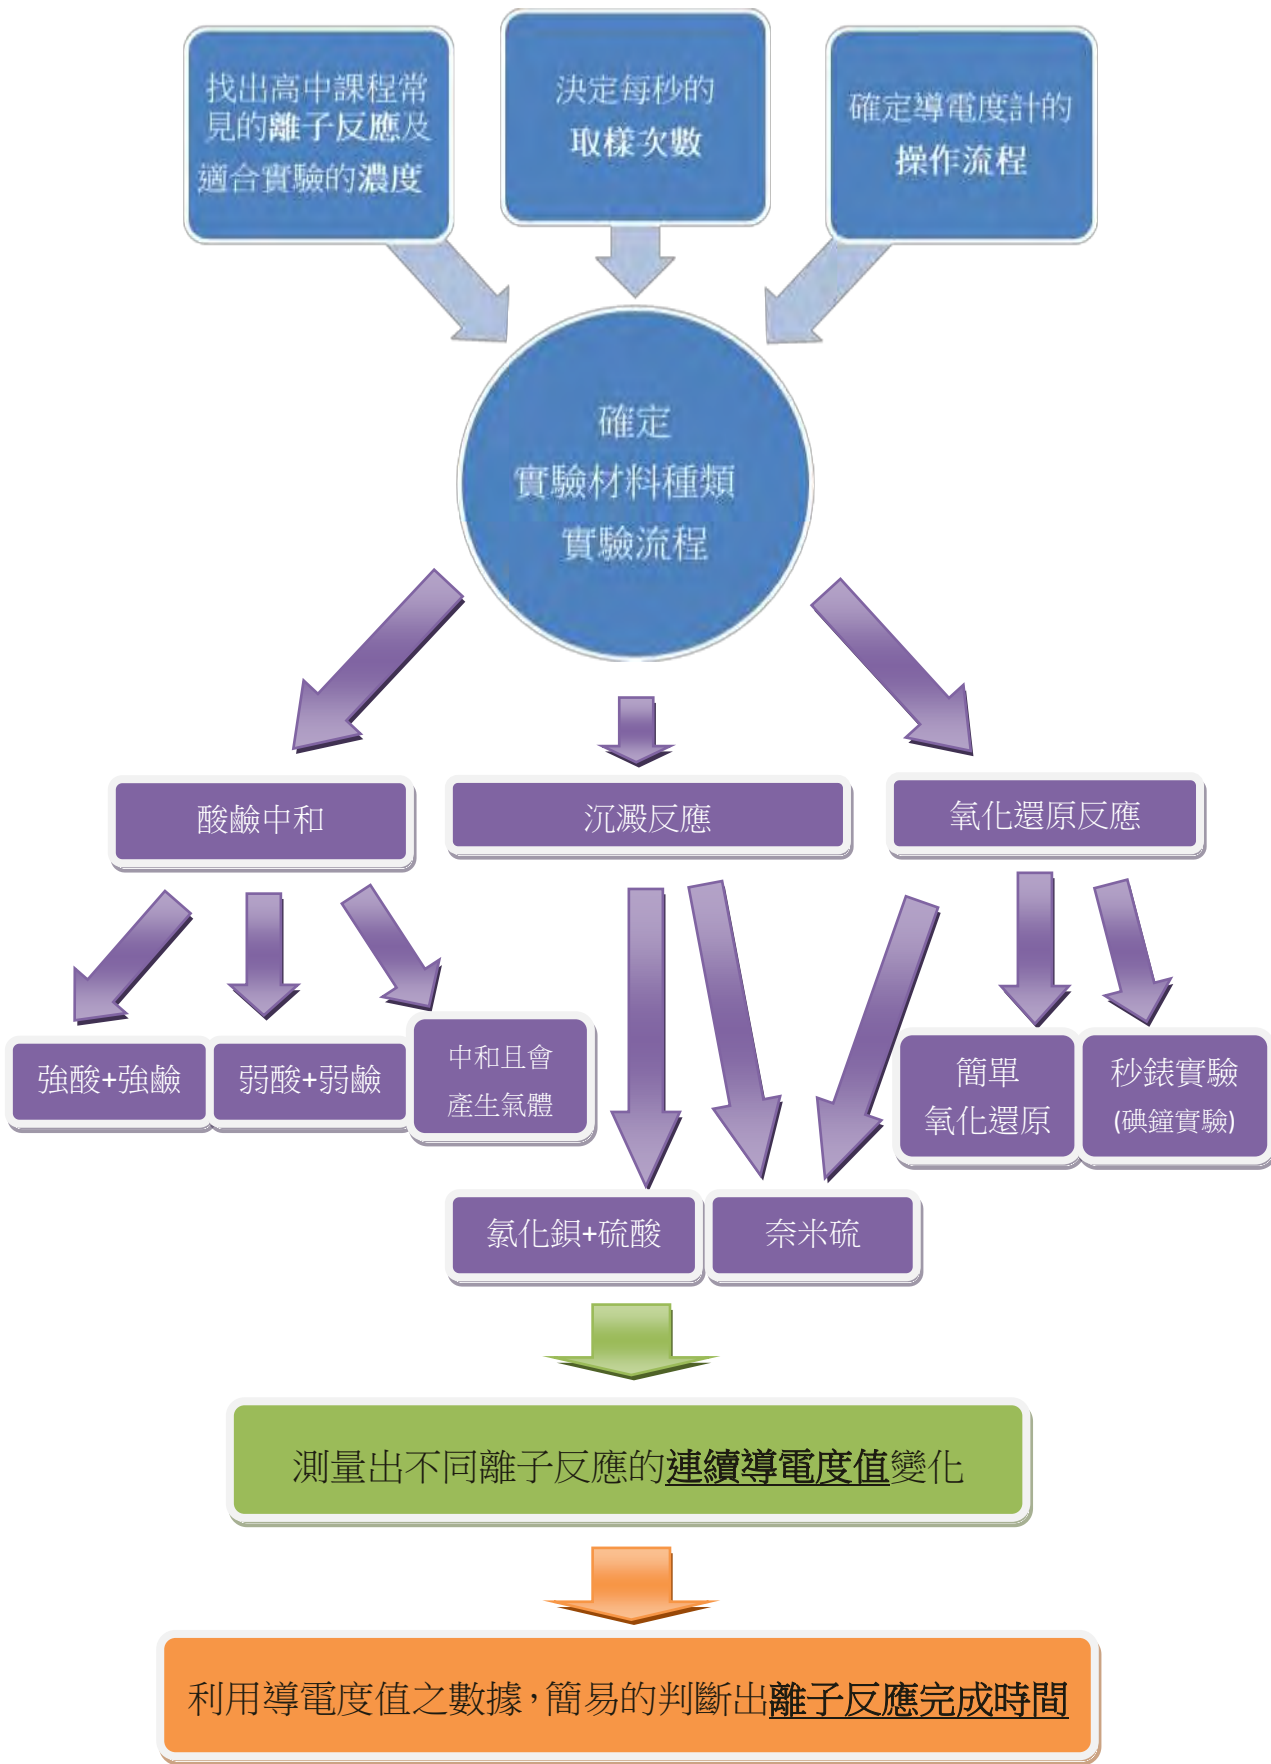 找出高中課程常
見的離子反應及
適合實驗的濃度
決定每秒的
取樣次數
確定導電度計的
操作流程
確定
實驗材料種類
實驗流程
酸鹼中和
沉澱反應
氧化還原反應
強酸+強鹼
弱酸+弱鹼
中和且會
產生氣體
簡單
氧化還原
秒錶實驗
(碘鐘實驗)
氯化鋇+硫酸
奈米硫
測量出不同離子反應的連續導電度值變化
利用導電度值之數據，簡易的判斷出離子反應完成時間